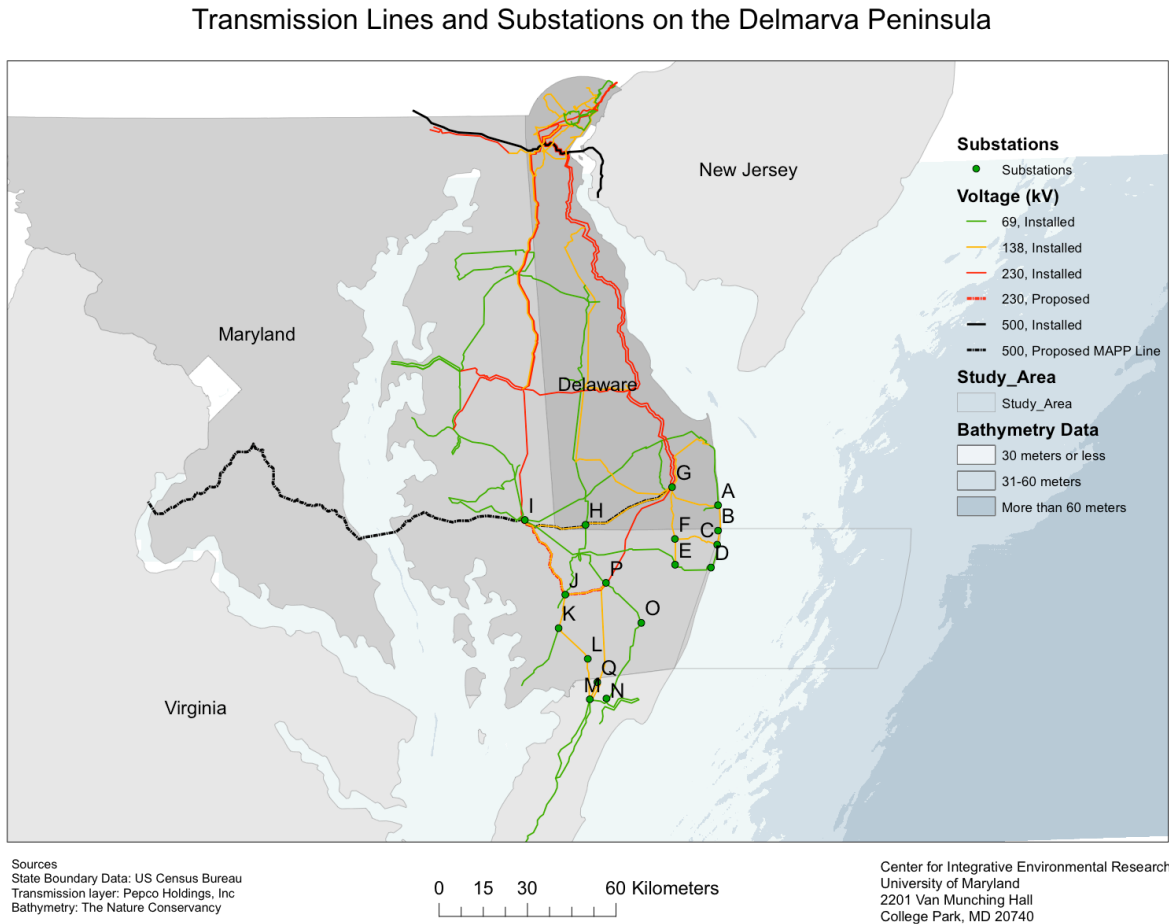 Transmission Lines and Substations on the Delmarva Peninsula
New Jersey
Maryland
Delaware
Virginia
G
A
B
I
H
F
C
E
D
J
P
K
O
L
Q
M
N
Substations
Substations
Voltage (kV)
69, Installed
138, Installed
230, Installed
230, Proposed
500, Installed
500, Proposed MAPP Line
Study_Area
Study_Area
Bathymetry Data
30 meters or less
31-60 meters
More than 60 meters
Sources
State Boundary Data: US Census Bureau
Transmission layer: Pepco Holdings, Inc
Bathymetry: The Nature Conservancy
0 15 30 60 Kilometers
Center for Integrative Environmental Research
University of Maryland
2201 Van Munching Hall
College Park, MD 20740